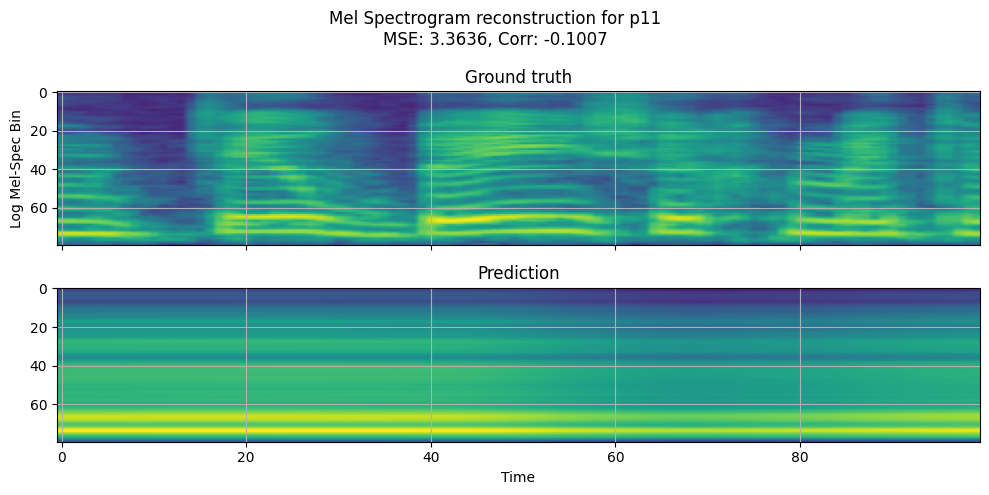 Mel Spectrogram reconstruction for p11
MSE: 3.3636, Corr: -0.1007
Ground truth
Log Mel-Spec Bin
0
20
40
60
Prediction
0
20
40
60
0 20 40 60 80
Time